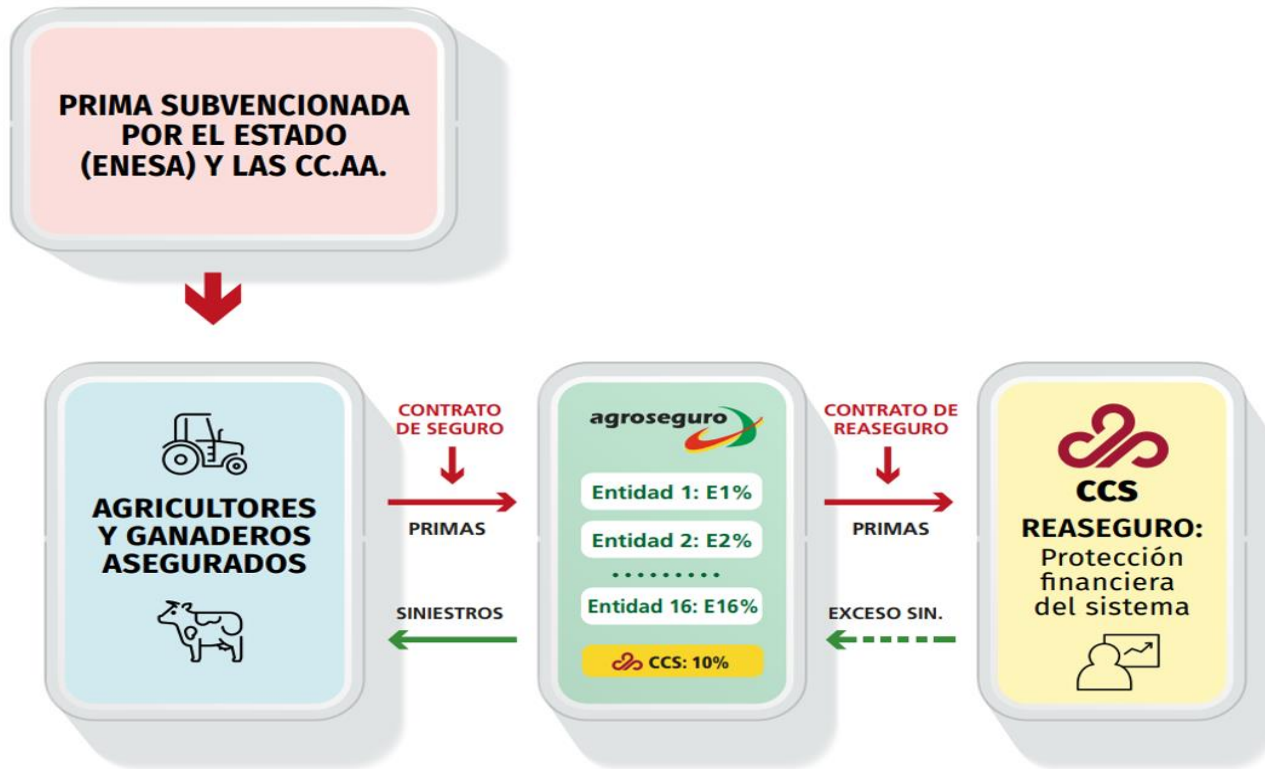 PRIMA SUBVENCIONADA
POR EL ESTADO
(ENESA) Y LAS CC.AA.
AGRICULTORES
Y GANADEROS
ASEGURADOS
CONTRATO
DE SEGURO
PRIMAS
SINIESTROS
agroseguro
Entidad 1: E1%
Entidad 2: E2%
.........
Entidad 16: E16%
CCS: 10%
CONTRATO DE
REASEGURO
PRIMAS
EXCESO SIN.
CCS
REASEGURO:
Protección
financiera
del sistema